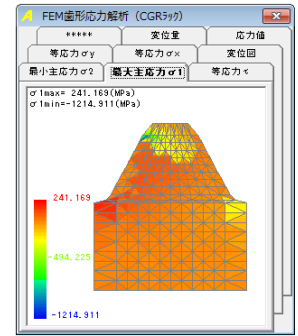 FEM歯形応力解析（CGRラック）
*****
変位量
応力値
等応力σy
等応力σx
変位図
最小主応力σ2
最大主応力σ1
等応力τ
σ1max= 241.169(MPa)
σ1min=-1214.911(MPa)
241.169
-494.225
-1214.911